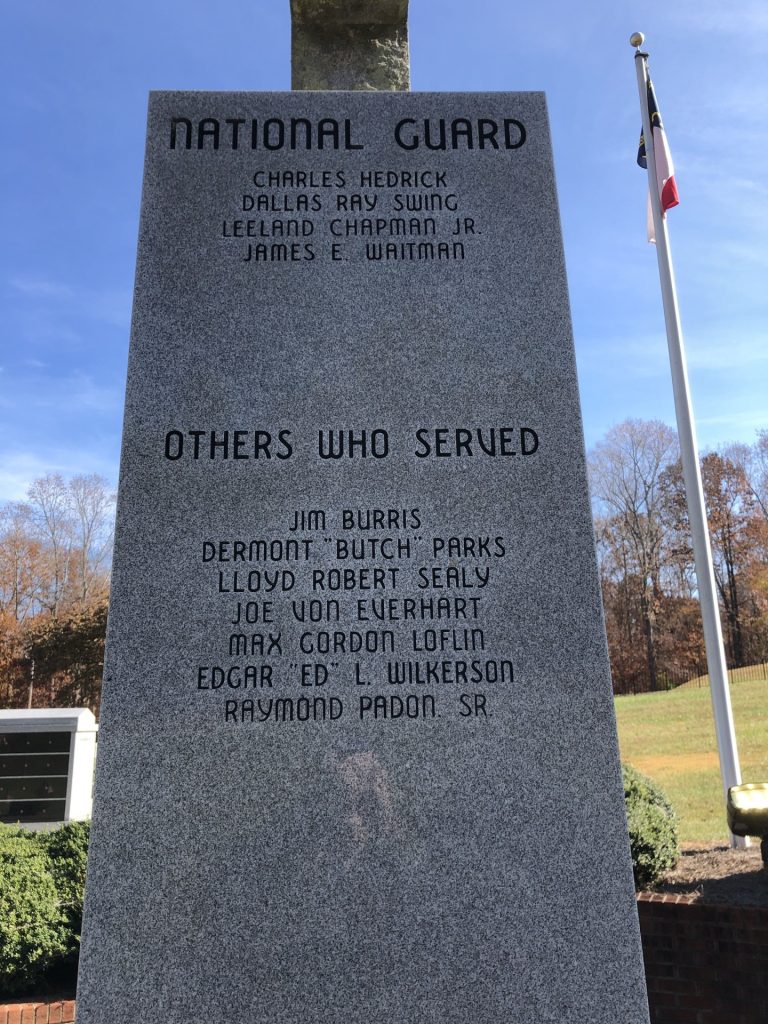 NATIONAL GUARD
CHARLES HEDRICK
DALLAS RAY SWING
LEELAND CHAPMAN JR.
JAMES E. WAITMAN
OTHERS WHO SERVED
JIM BURRIS
DERMONT "BUTCH" PARKS
LLOYD ROBERT SEALY
JOE VON EVERHART
MAX GORDON LOFLIN
EDGAR "ED" L. WILKERSON
RAYMOND PADON. SR.